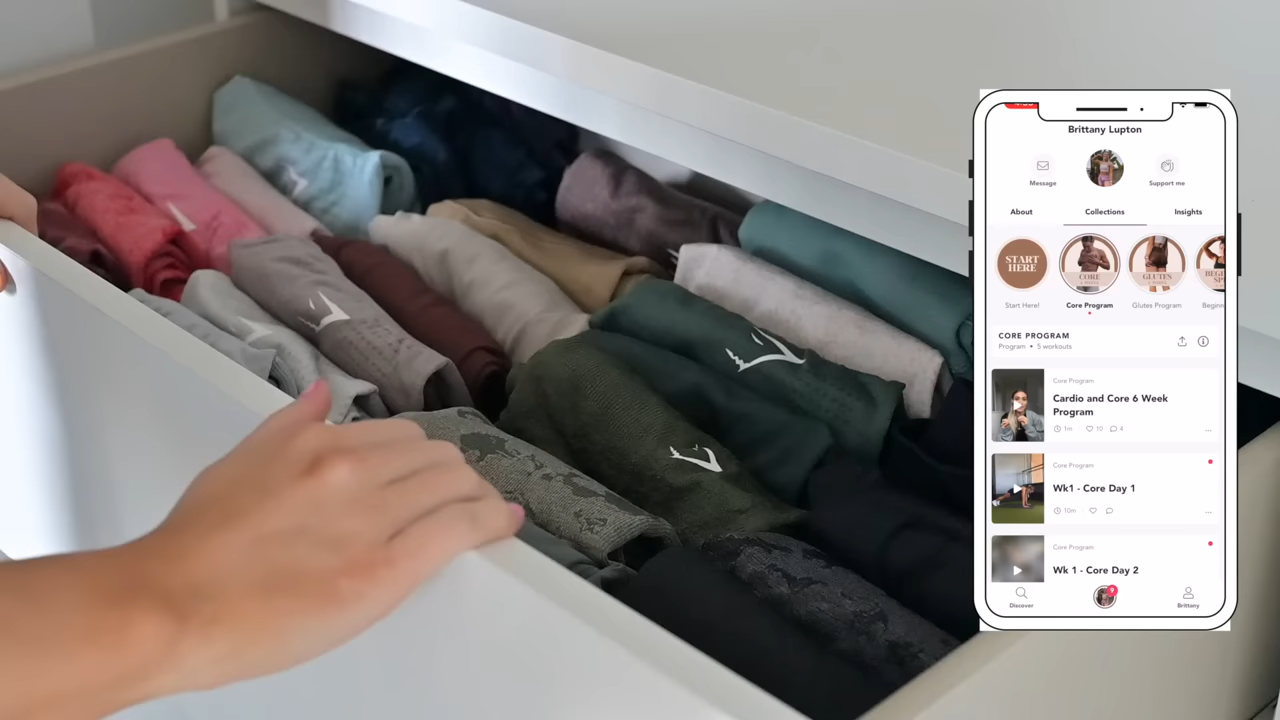 Brittany Lupton
Message
Support me
About
Collections
Insights
START
HERE
CORE
GLUTES
Start Here!
Core Program
Glutes Program
CORE PROGRAM
Program • 5 workouts
Core Program
Cardio and Core 6 Week
Program
1m
10
4
Core Program
Wk1 - Core Day 1
10m
Core Program
Wk 1 - Core Day 2
Discover
Brittany